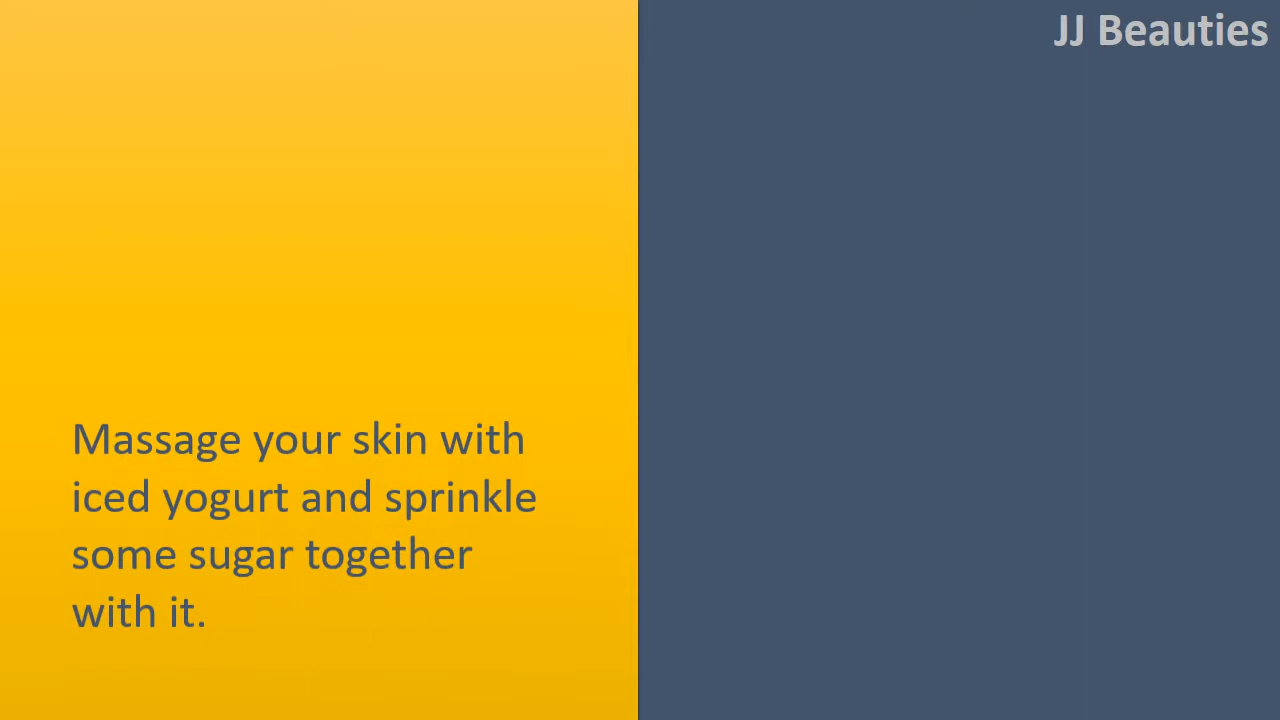 JJ Beauties
Massage your skin with
iced yogurt and sprinkle
some sugar together
with it.